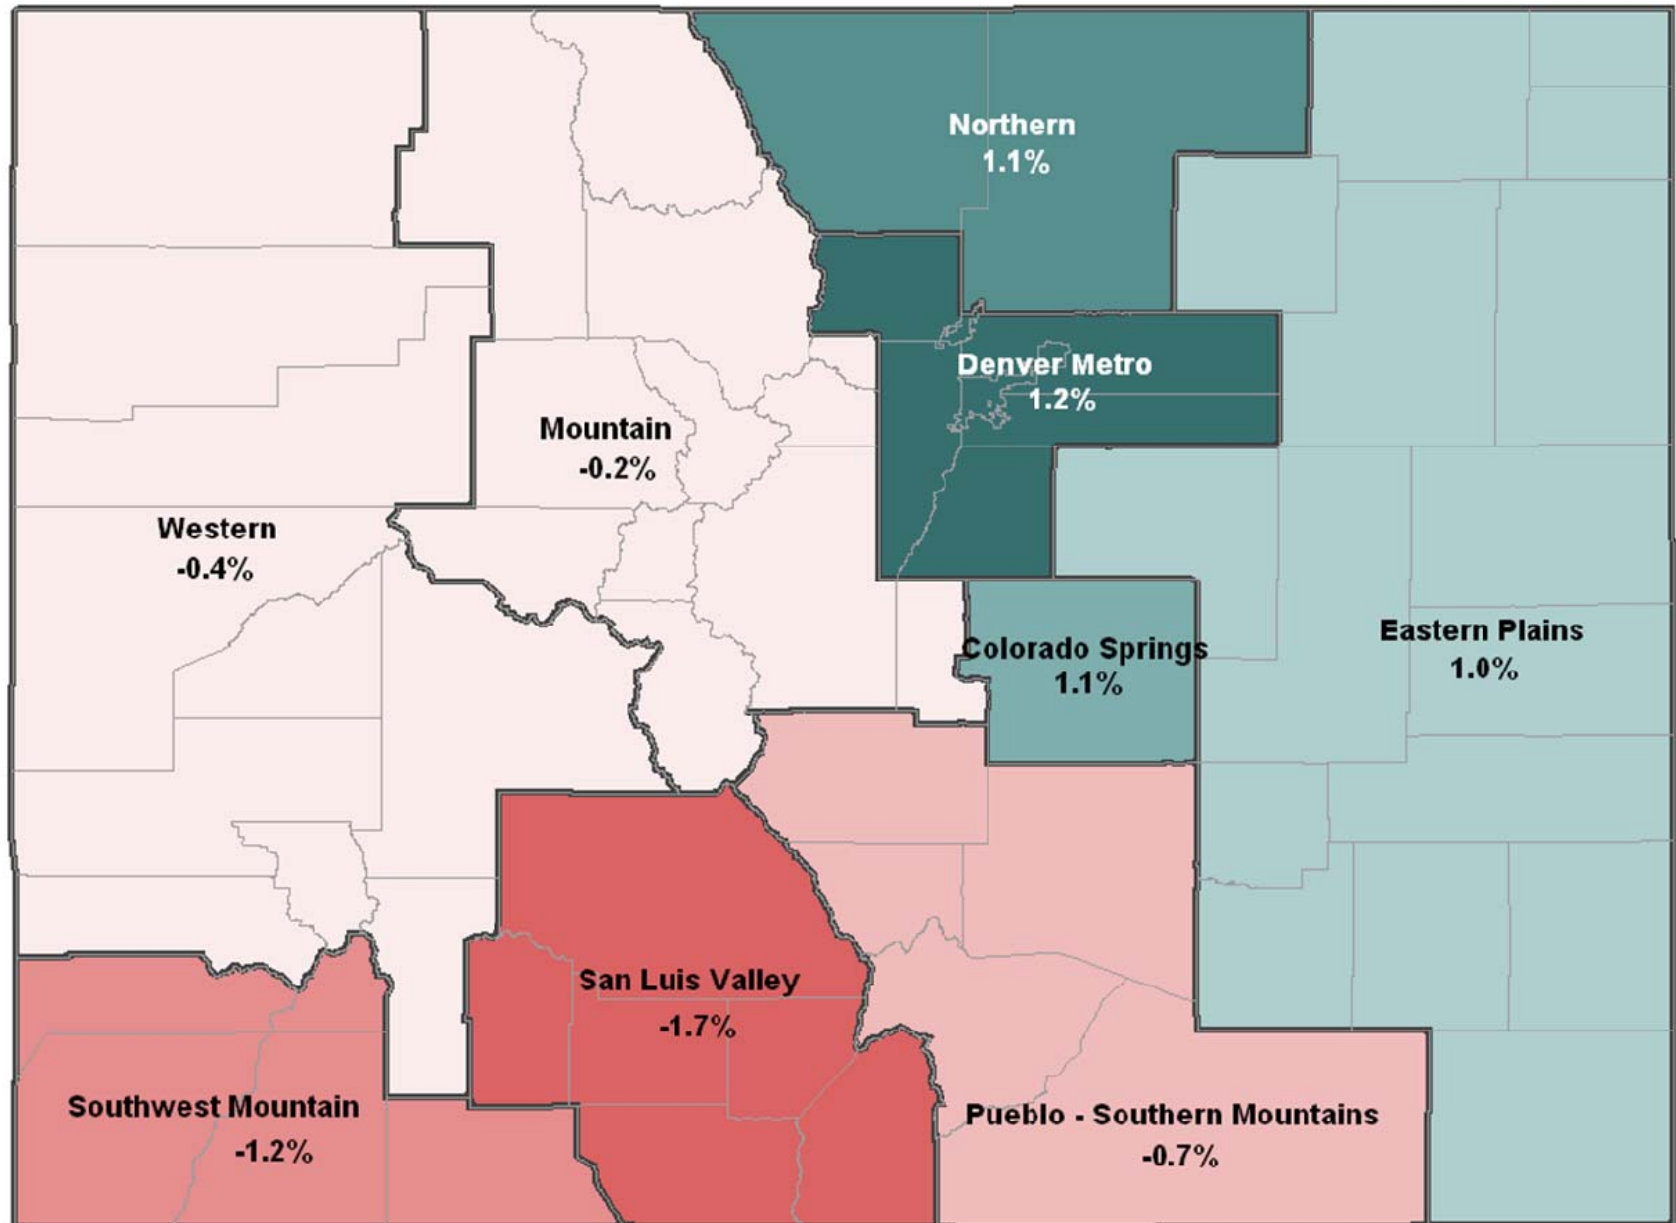 Northern
1.1%
Denver Metro
1.2%
Mountain
-0.2%
Western
-0.4%
Colorado Springs
1.1%
Eastern Plains
1.0%
San Luis Valley
-1.7%
Southwest Mountain
-1.2%
Pueblo - Southern Mountains
-0.7%